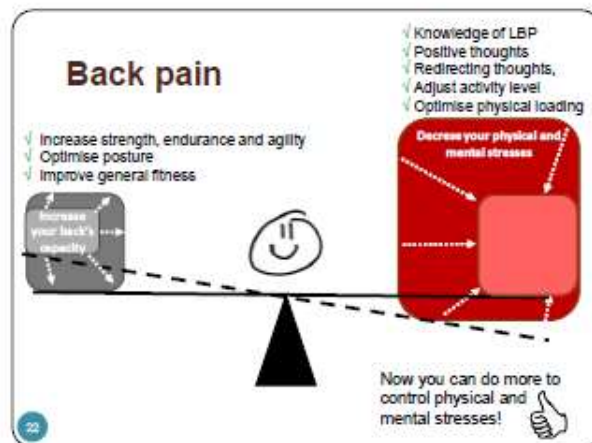 Back pain
√ Increase strength, endurance and agility
√ Optimise posture
√ Improve general fitness
Increase
your back's
capacity
√ Knowledge of LBP
√ Positive thoughts
√ Redirecting thoughts,
√ Adjust activity level
√ Optimise physical loading
Decrese your physical and
mental stresses
Now you can do more to
control physical and
mental stresses!
22